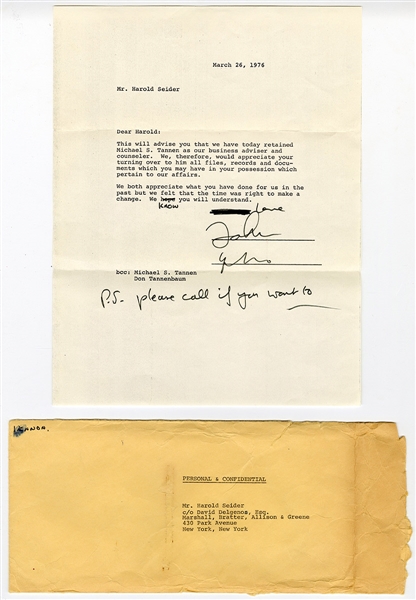 March 26, 1976
Mr. Harold Seider
Dear Harold:
This will advise you that we have today retained
Michael S. Tannen as our business adviser and
counselor. We, therefore, would appreciate your
turning over to him all files, records and docu-
ments which you may have in your possession which
pertain to our affairs.
We both appreciate what you have done for us in the
past but we felt that the time was right to make a
change. We hope you will understand.
KNOW
love
John
Yoko
bcc: Michael S. Tannen
Don Tannenbaum
P.S. please call if you want to
PERSONAL & CONFIDENTIAL
Mr. Harold Seider
c/o David Dolgenos, Esq.
Marshall, Bratter, Allison & Greene
430 Park Avenue
New York, New York